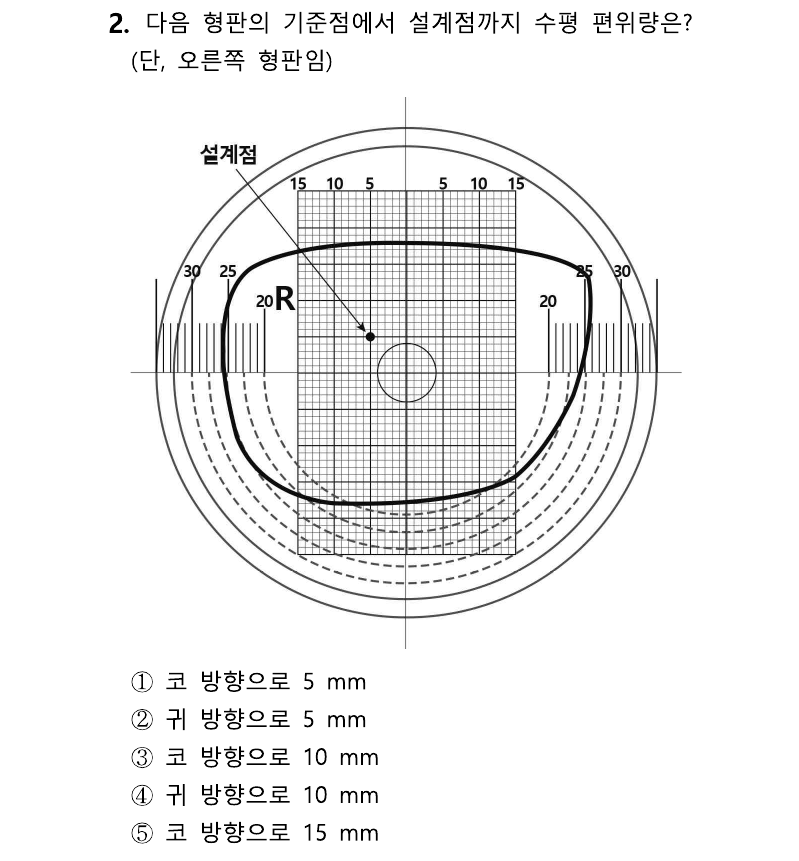 2. 다음 형판의 기준점에서 설계점까지 수평 편위량은?
(단, 오른쪽 형판임)
설계점
15 10 5 5 10 15
30 25 25 30
20 R 20
① 코 방향으로 5 mm
② 귀 방향으로 5 mm
③ 코 방향으로 10 mm
④ 귀 방향으로 10 mm
⑤ 코 방향으로 15 mm